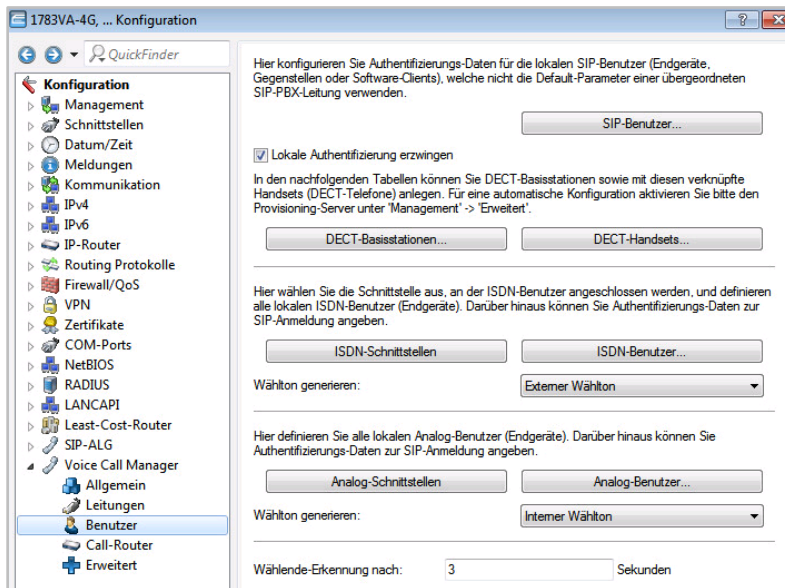 1783VA-4G, ... Konfiguration
QuickFinder
Konfiguration
Management
Schnittstellen
Datum/Zeit
Meldungen
Kommunikation
IPv4
IPv6
IP-Router
Routing Protokolle
Firewall/QoS
VPN
Zertifikate
COM-Ports
NetBIOS
RADIUS
LANCAPI
Least-Cost-Router
SIP-ALG
Voice Call Manager
Allgemein
Leitungen
Benutzer
Call-Router
Erweitert
Hier konfigurieren Sie Authentifizierungs-Daten für die lokalen SIP-Benutzer (Endgeräte,
Gegenstellen oder Software-Clients), welche nicht die Default-Parameter einer übergeordneten
SIP-PBX-Leitung verwenden.
SIP-Benutzer...
Lokale Authentifizierung erzwingen
In den nachfolgenden Tabellen können Sie DECT-Basisstationen sowie mit diesen verknüpfte
Handsets (DECT-Telefone) anlegen. Für eine automatische Konfiguration aktivieren Sie bitte den
Provisioning-Server unter 'Management' -> 'Erweitert'.
DECT-Basisstationen...
DECT-Handsets...
Hier wählen Sie die Schnittstelle aus, an der ISDN-Benutzer angeschlossen werden, und definieren
alle lokalen ISDN-Benutzer (Endgeräte). Darüber hinaus können Sie Authentifizierungs-Daten zur
SIP-Anmeldung angeben.
ISDN-Schnittstellen
ISDN-Benutzer...
Wählton generieren:
Externer Wählton
Hier definieren Sie alle lokalen Analog-Benutzer (Endgeräte). Darüber hinaus können Sie
Authentifizierungs-Daten zur SIP-Anmeldung angeben.
Analog-Schnittstellen
Analog-Benutzer...
Wählton generieren:
Interner Wählton
Wählende-Erkennung nach:
3
Sekunden